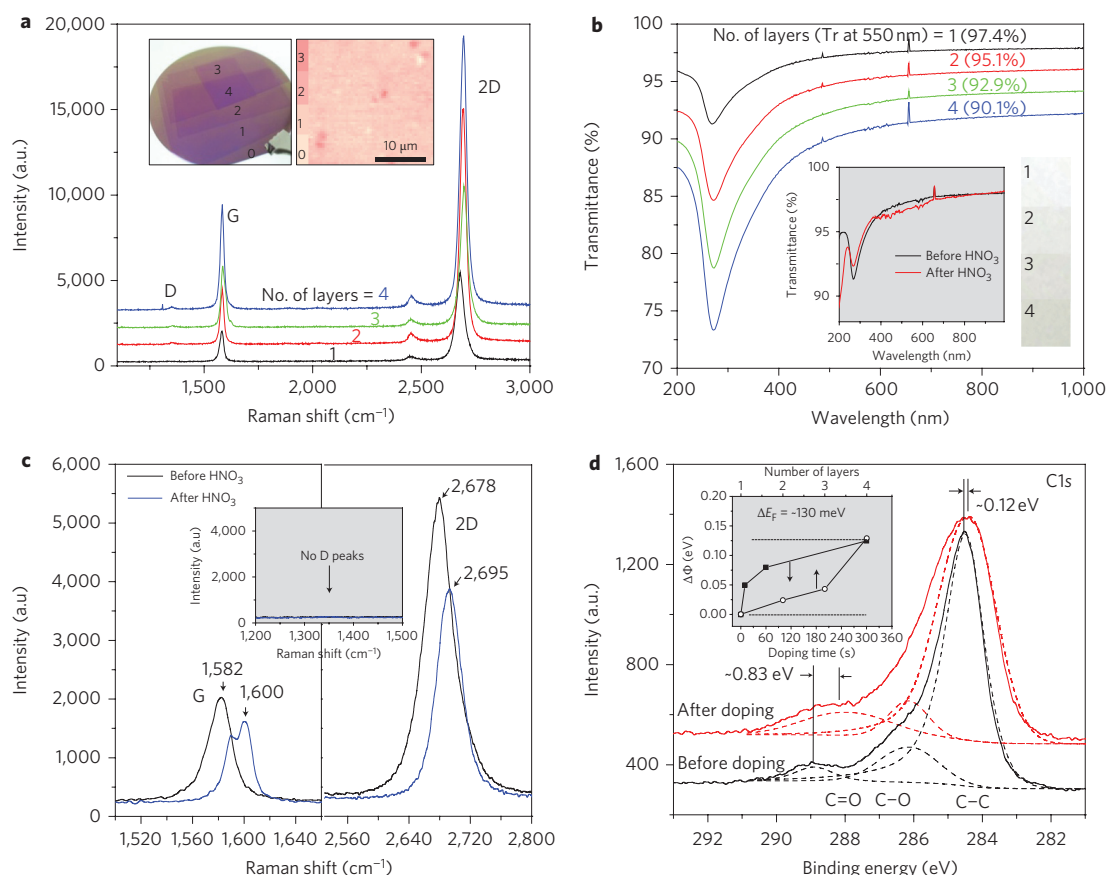 a
20,000
15,000
10,000
5,000
0
Intensity (a.u.)
3
4
2
1
0
3
2
1
0
10 μm
2D
G
D
No. of layers = 4
3
2
1
1,500
2,000
2,500
3,000
Raman shift (cm⁻¹)
b
100
95
90
85
80
75
70
Transmittance (%)
No. of layers (Tr at 550 nm) = 1 (97.4%)
2 (95.1%)
3 (92.9%)
4 (90.1%)
100
95
90
Transmittance (%)
Before HNO₃
After HNO₃
200 400 600 800
Wavelength (nm)
1
2
3
4
200
400
600
800
1,000
Wavelength (nm)
c
6,000
5,000
4,000
3,000
2,000
1,000
0
Intensity (a.u)
Before HNO₃
After HNO₃
2,678
2D
2,695
4,000
2,000
0
Intensity (a.u)
No D peaks
1,200
1,300
1,400
1,500
Raman shift (cm⁻¹)
1,582
G
1,600
1,520
1,560
1,600
1,640
2,560
2,640
2,720
2,800
Raman shift (cm⁻¹)
d
1,600
1,200
800
400
Intensity (a.u.)
C1s
~0.12 eV
Number of layers
1 2 3 4
0.20
0.15
0.10
0.05
0.00
ΔΦ (eV)
ΔE_F = -130 meV
0 60 120 180 240 300 360
Doping time (s)
~0.83 eV
After doping
Before doping
C=O
C−O
C−C
292
290
288
286
284
282
Binding energy (eV)